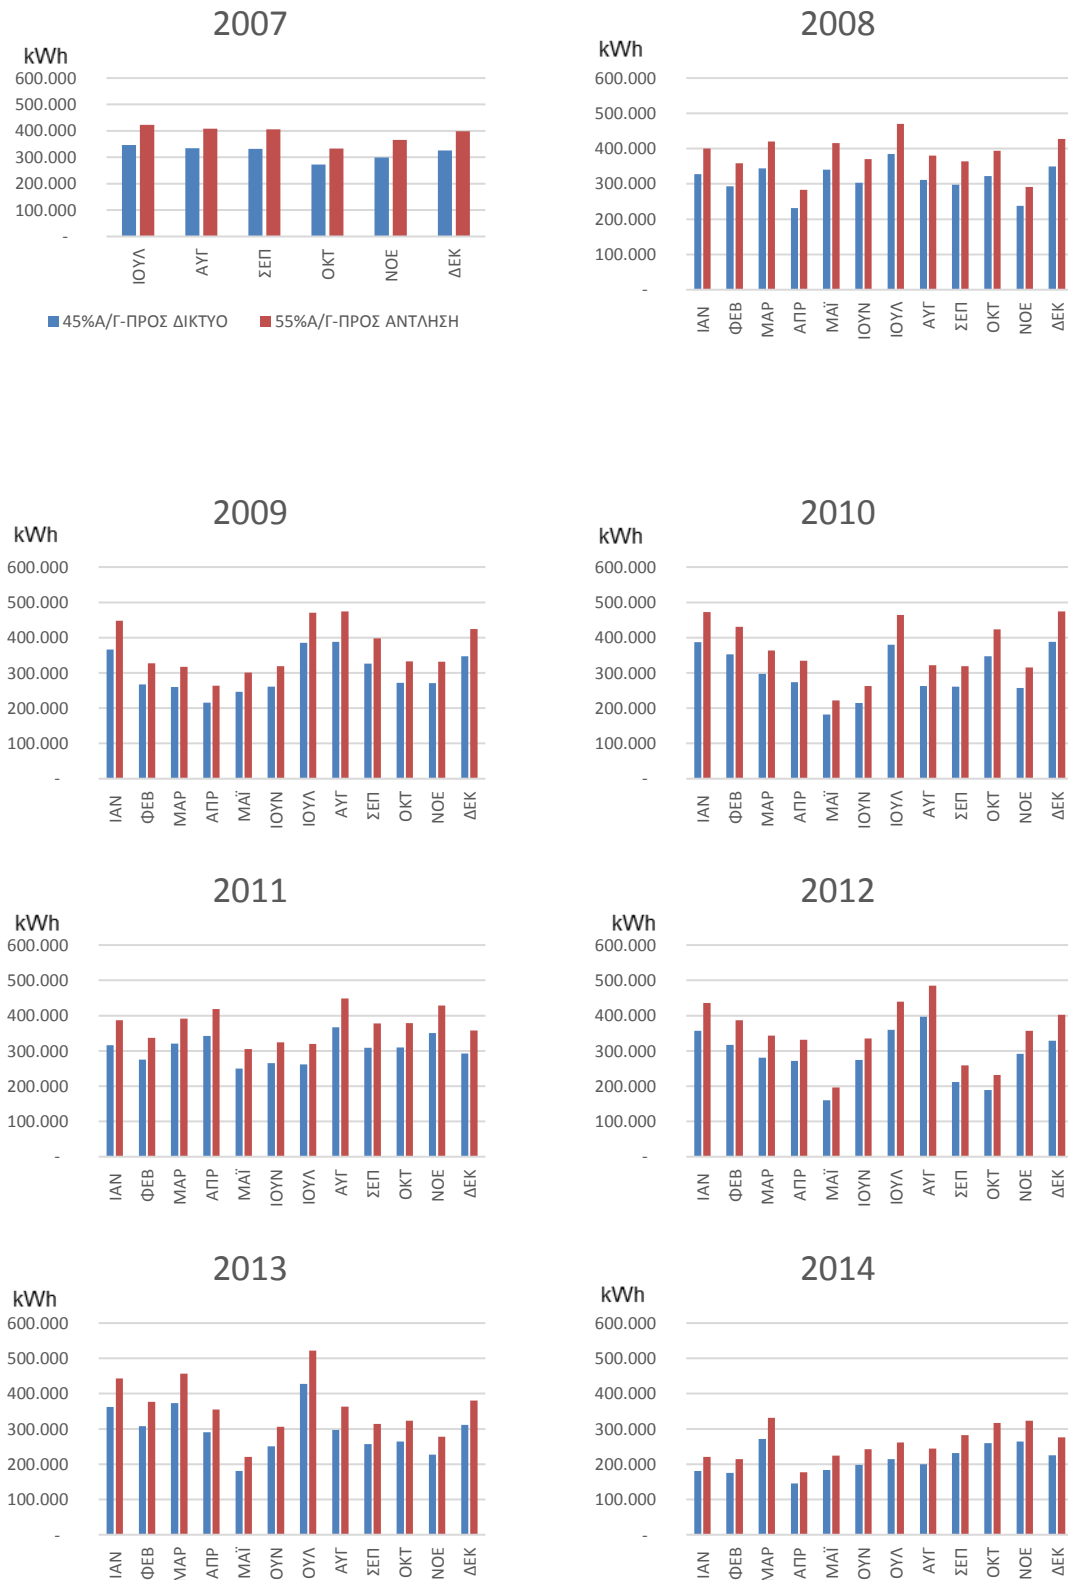 2007
kWh
600.000
500.000
400.000
300.000
200.000
100.000
-
ΙΟΥΛ
ΑΥΓ
ΣΕΠ
ΟΚΤ
ΝΟΕ
ΔΕΚ
45%Α/Γ-ΠΡΟΣ ΔΙΚΤΥΟ
55%Α/Γ-ΠΡΟΣ ΑΝΤΛΗΣΗ
2008
kWh
600.000
500.000
400.000
300.000
200.000
100.000
-
ΙΑΝ
ΦΕΒ
ΜΑΡ
ΑΠΡ
ΜΑΪ
ΙΟΥΝ
ΙΟΥΛ
ΑΥΓ
ΣΕΠ
ΟΚΤ
ΝΟΕ
ΔΕΚ
2009
kWh
600.000
500.000
400.000
300.000
200.000
100.000
-
ΙΑΝ
ΦΕΒ
ΜΑΡ
ΑΠΡ
ΜΑΪ
ΙΟΥΝ
ΙΟΥΛ
ΑΥΓ
ΣΕΠ
ΟΚΤ
ΝΟΕ
ΔΕΚ
2010
kWh
600.000
500.000
400.000
300.000
200.000
100.000
-
ΙΑΝ
ΦΕΒ
ΜΑΡ
ΑΠΡ
ΜΑΪ
ΙΟΥΝ
ΙΟΥΛ
ΑΥΓ
ΣΕΠ
ΟΚΤ
ΝΟΕ
ΔΕΚ
2011
kWh
600.000
500.000
400.000
300.000
200.000
100.000
-
ΙΑΝ
ΦΕΒ
ΜΑΡ
ΑΠΡ
ΜΑΪ
ΙΟΥΝ
ΙΟΥΛ
ΑΥΓ
ΣΕΠ
ΟΚΤ
ΝΟΕ
ΔΕΚ
2012
kWh
600.000
500.000
400.000
300.000
200.000
100.000
-
ΙΑΝ
ΦΕΒ
ΜΑΡ
ΑΠΡ
ΜΑΪ
ΙΟΥΝ
ΙΟΥΛ
ΑΥΓ
ΣΕΠ
ΟΚΤ
ΝΟΕ
ΔΕΚ
2013
kWh
600.000
500.000
400.000
300.000
200.000
100.000
-
ΙΑΝ
ΦΕΒ
ΜΑΡ
ΑΠΡ
ΜΑΪ
ΙΟΥΝ
ΙΟΥΛ
ΑΥΓ
ΣΕΠ
ΟΚΤ
ΝΟΕ
ΔΕΚ
2014
kWh
600.000
500.000
400.000
300.000
200.000
100.000
-
ΙΑΝ
ΦΕΒ
ΜΑΡ
ΑΠΡ
ΜΑΪ
ΙΟΥΝ
ΙΟΥΛ
ΑΥΓ
ΣΕΠ
ΟΚΤ
ΝΟΕ
ΔΕΚ